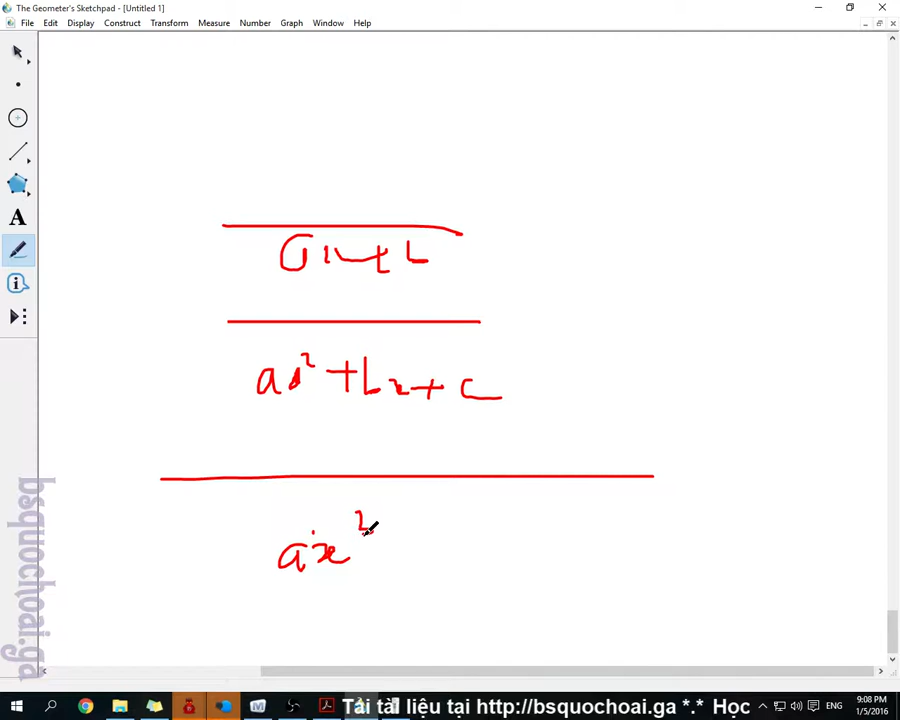 The Geometer's Sketchpad - [Untitled 1]
File Edit Display Construct Transform Measure Number Graph Window Help
A
ax+b
ax² +bx+c
ax²
bsquochoai.ga
W
9:08 PM
ENG
1/5/2016
Tải tài liệu tại http://bsquochoai.ga *.* Học